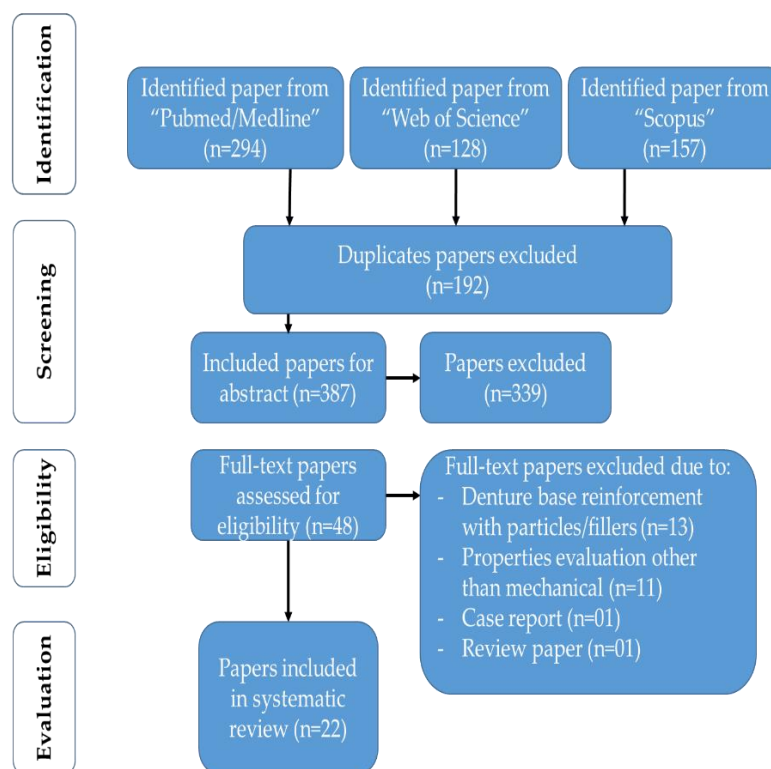 Identification
Identified paper from
"Pubmed/Medline"
(n=294)
Identified paper from
"Web of Science"
(n=128)
Identified paper from
"Scopus"
(n=157)
Screening
Duplicates papers excluded
(n=192)
Included papers for
abstract (n=387)
Papers excluded
(n=339)
Eligibility
Full-text papers
assessed for
eligibility (n=48)
Full-text papers excluded due to:
- Denture base reinforcement
with particles/fillers (n=13)
- Properties evaluation other
than mechanical (n=11)
- Case report (n=01)
- Review paper (n=01)
Evaluation
Papers included
in systematic
review (n=22)